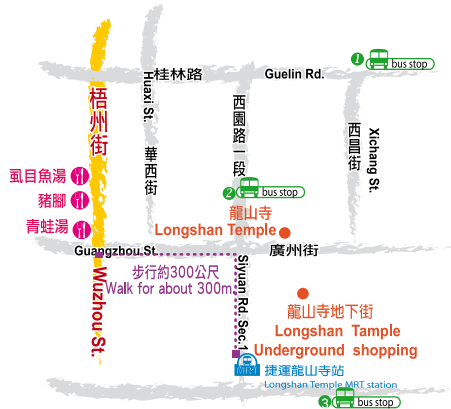 1
bus stop
桂林路
Guelin Rd.
梧州街
Huaxi St.
華西街
西園路一段
西昌街
Xichang St.
虱目魚湯
豬腳
青蛙湯
2
bus stop
龍山寺
Longshan Temple
Guangzhou St.
廣州街
步行約300公尺
Walk for about 300m.
Wuzhou St.
Siyuan Rd. Sec.1
龍山寺地下街
Longshan Tample
Underground shopping
MRT
捷運龍山寺站
Longshan Temple MRT station
3
bus stop